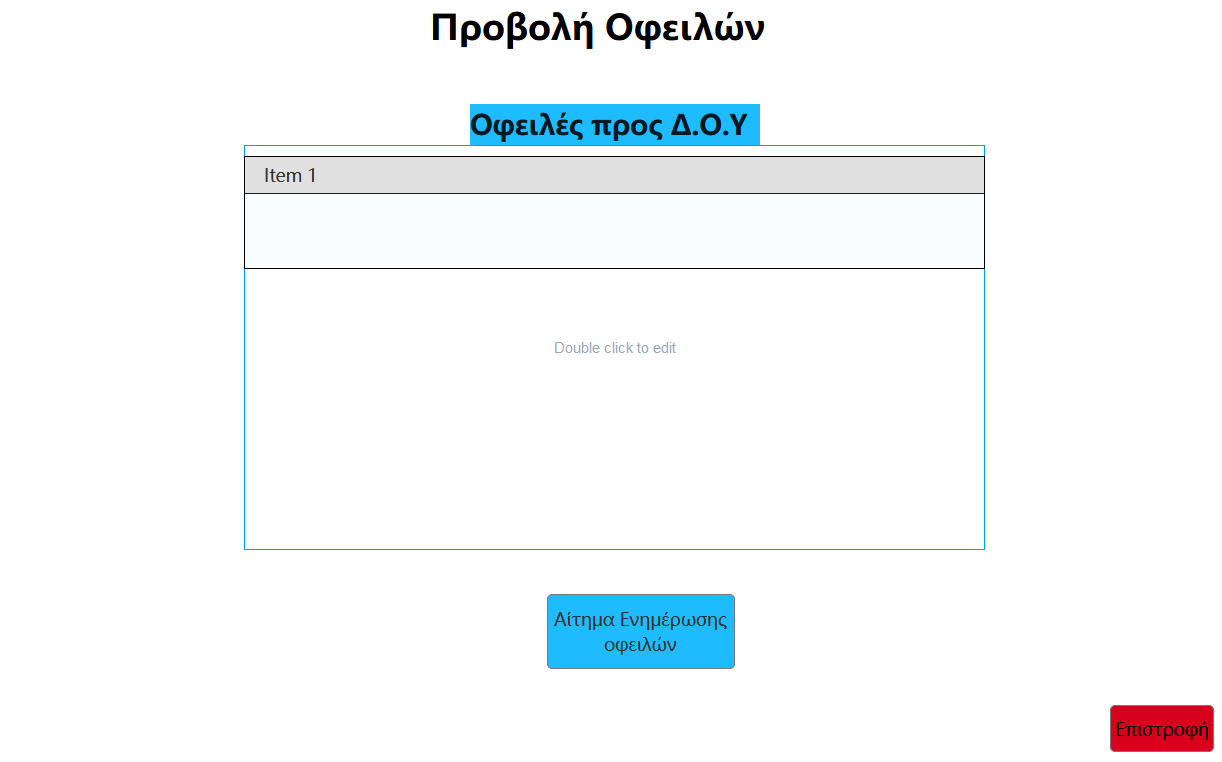 Προβολή Οφειλών
Οφειλές προς Δ.Ο.Υ
Item 1
Double click to edit
Αίτημα Ενημέρωσης
οφειλών
Επιστροφή